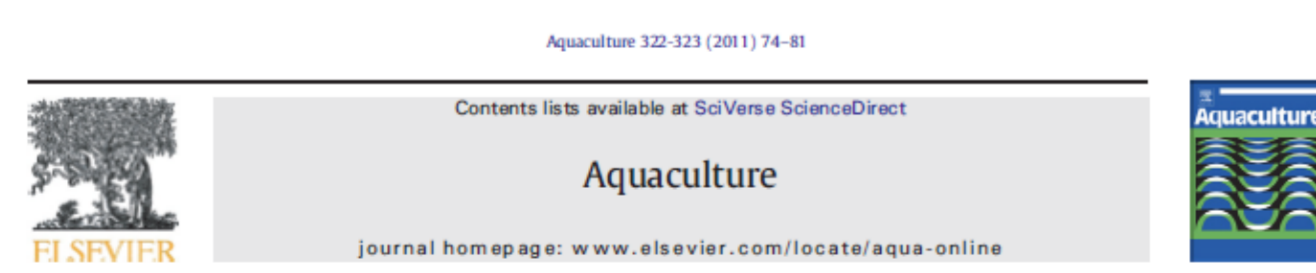 Aquaculture 322-323 (2011) 74–81
Contents lists available at SciVerse ScienceDirect
Aquaculture
journal homepage: www.elsevier.com/locate/aqua-online
ELSEVIER
Aquaculture